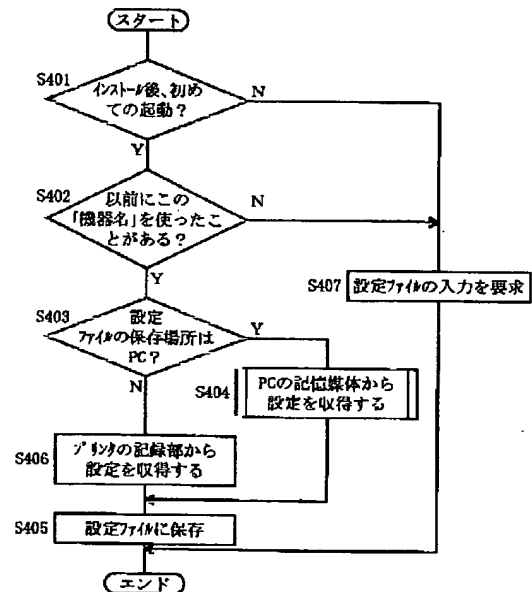 スタート
S401
インストール後、初め
ての起動？
N
Y
S402
以前にこの
「機器名」を使ったこ
とがある？
N
Y
S407
設定ファイルの入力を要求
S403
設定
ファイルの保存場所は
PC？
Y
N
S404
PCの記憶媒体から
設定を取得する
S406
プリンタの記録部から
設定を取得する
S405
設定ファイルに保存
エンド